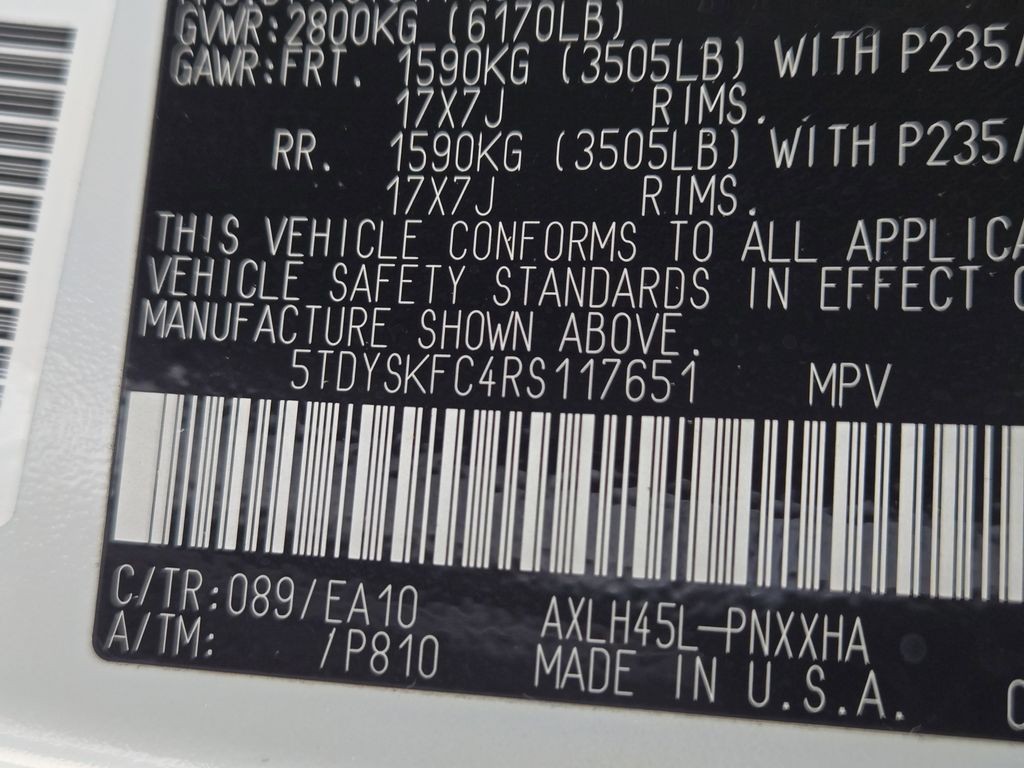 GVWR:2800KG (6170LB)
GAWR:FRT. 1590KG (3505LB) WITH P235/
17X7J RIMS.
RR. 1590KG (3505LB) WITH P235/
17X7J RIMS.
THIS VEHICLE CONFORMS TO ALL
VEHICLE SAFETY STANDARDS IN EFFECT
MANUFACTURE SHOWN ABOVE.
5TDYSKFC4RS117651 MPV
C/TR:089/EA10 AXLH45L-PNXXHA
A/TM: /P810 MADE IN U.S.A.